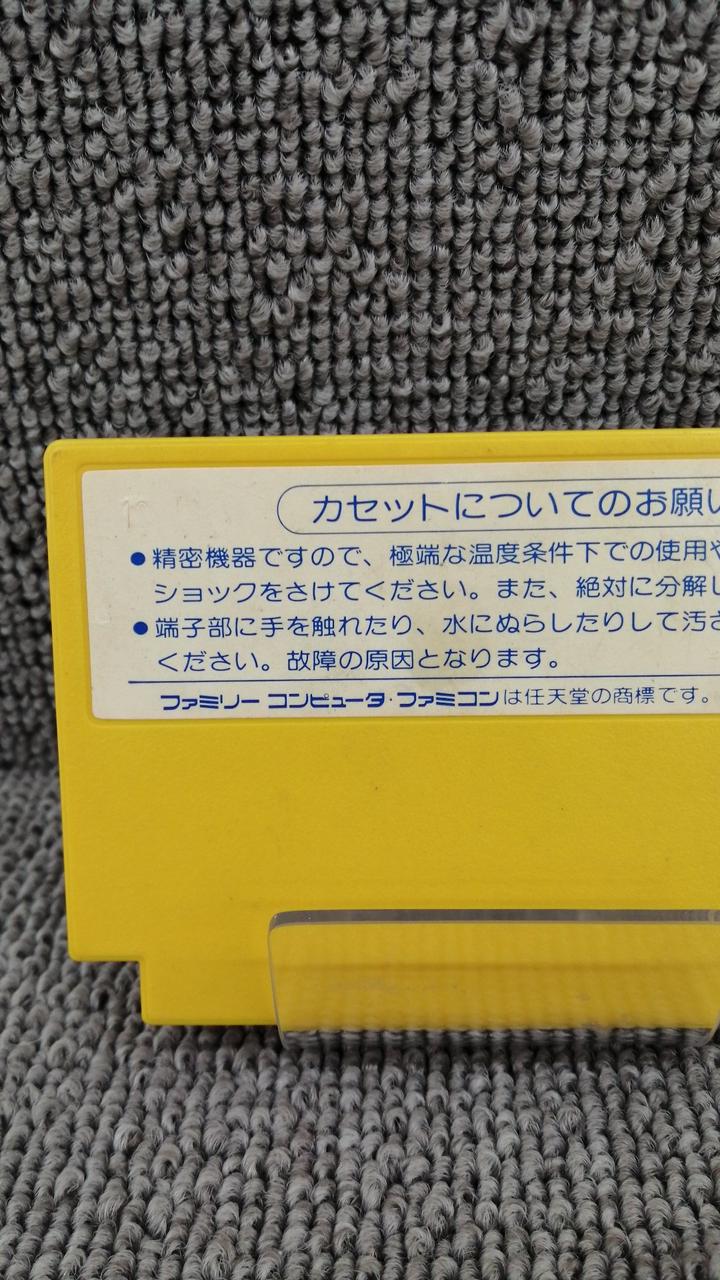 カセットについてのお願い
●精密機器ですので、極端な温度条件下での使用や
ショックをさけてください。また、絶対に分解し
●端子部に手を触れたり、水にぬらしたりして汚さ
ください。故障の原因となります。
ファミリー コンピュータ・ファミコンは任天堂の商標です。